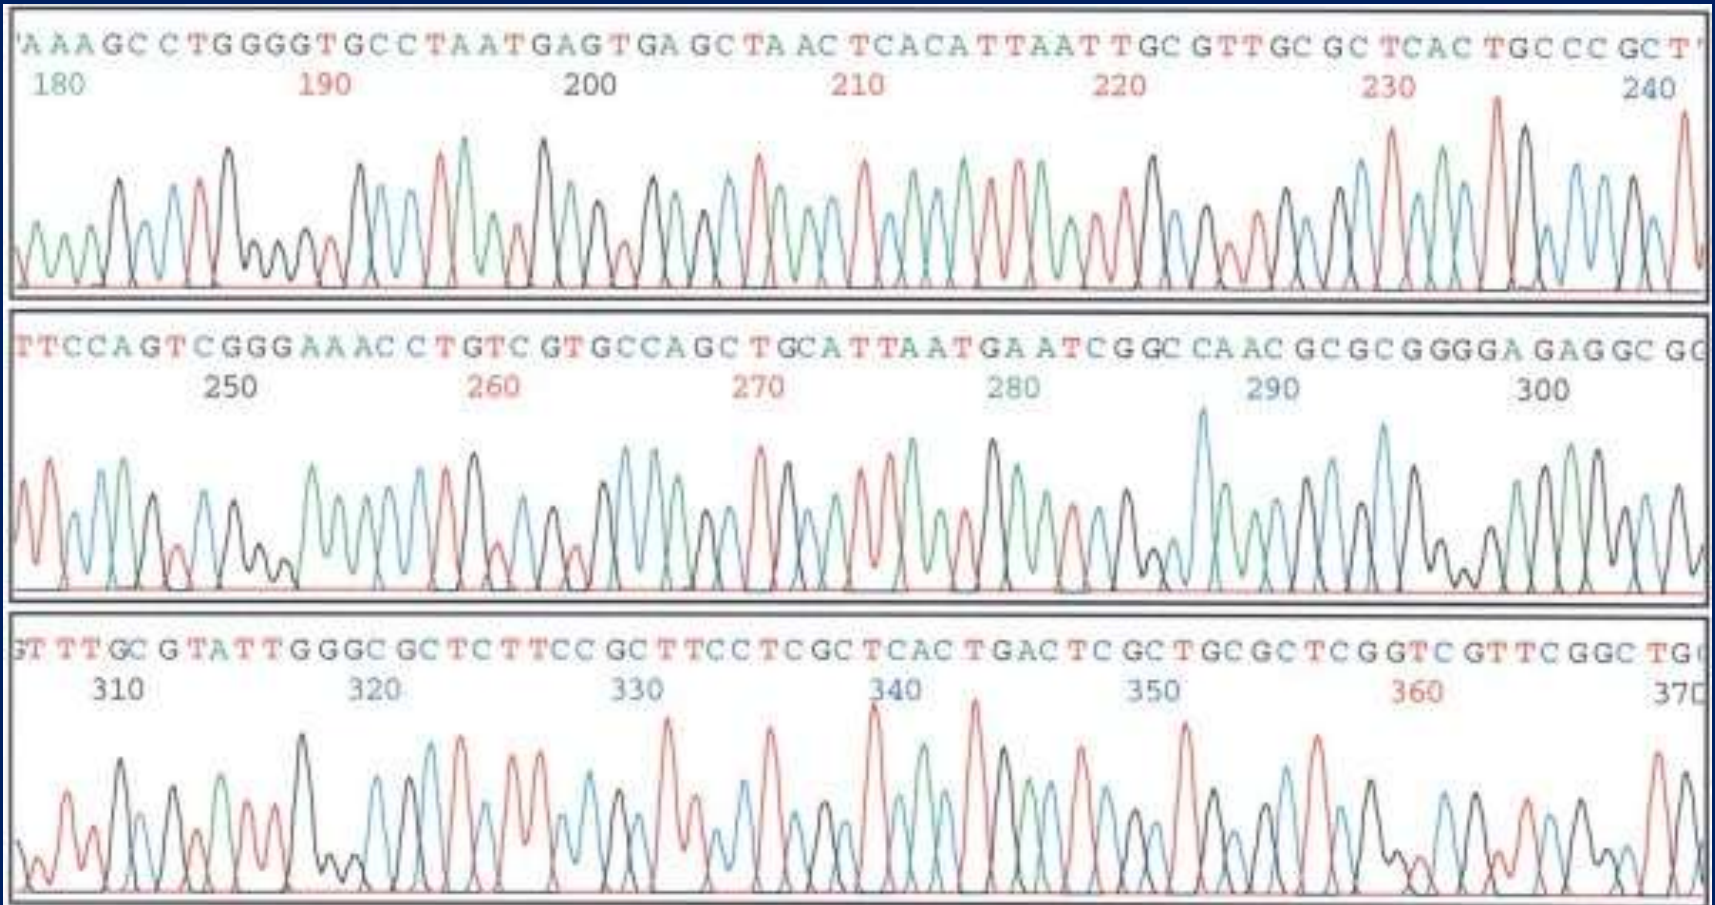 AAAGCCTGGGGTGCCTAATGAGTGAGCTAACTCACATTAATTGCGTTGCGCTCACTGCCCGCT
180 190 200 210 220 230 240
TTCCAGTCGGGAAACCTGTCGTGCCAGCTGCATTAATGAATCGGCCAACGCGCGGGGAGAGGCGG
250 260 270 280 290 300
GTTTGCGTATTGGGCGCTCTTCCGCTTCCTCGCTCACTGACTCGCTGCGCTCGGTCGTTCGGCTG
310 320 330 340 350 360 370